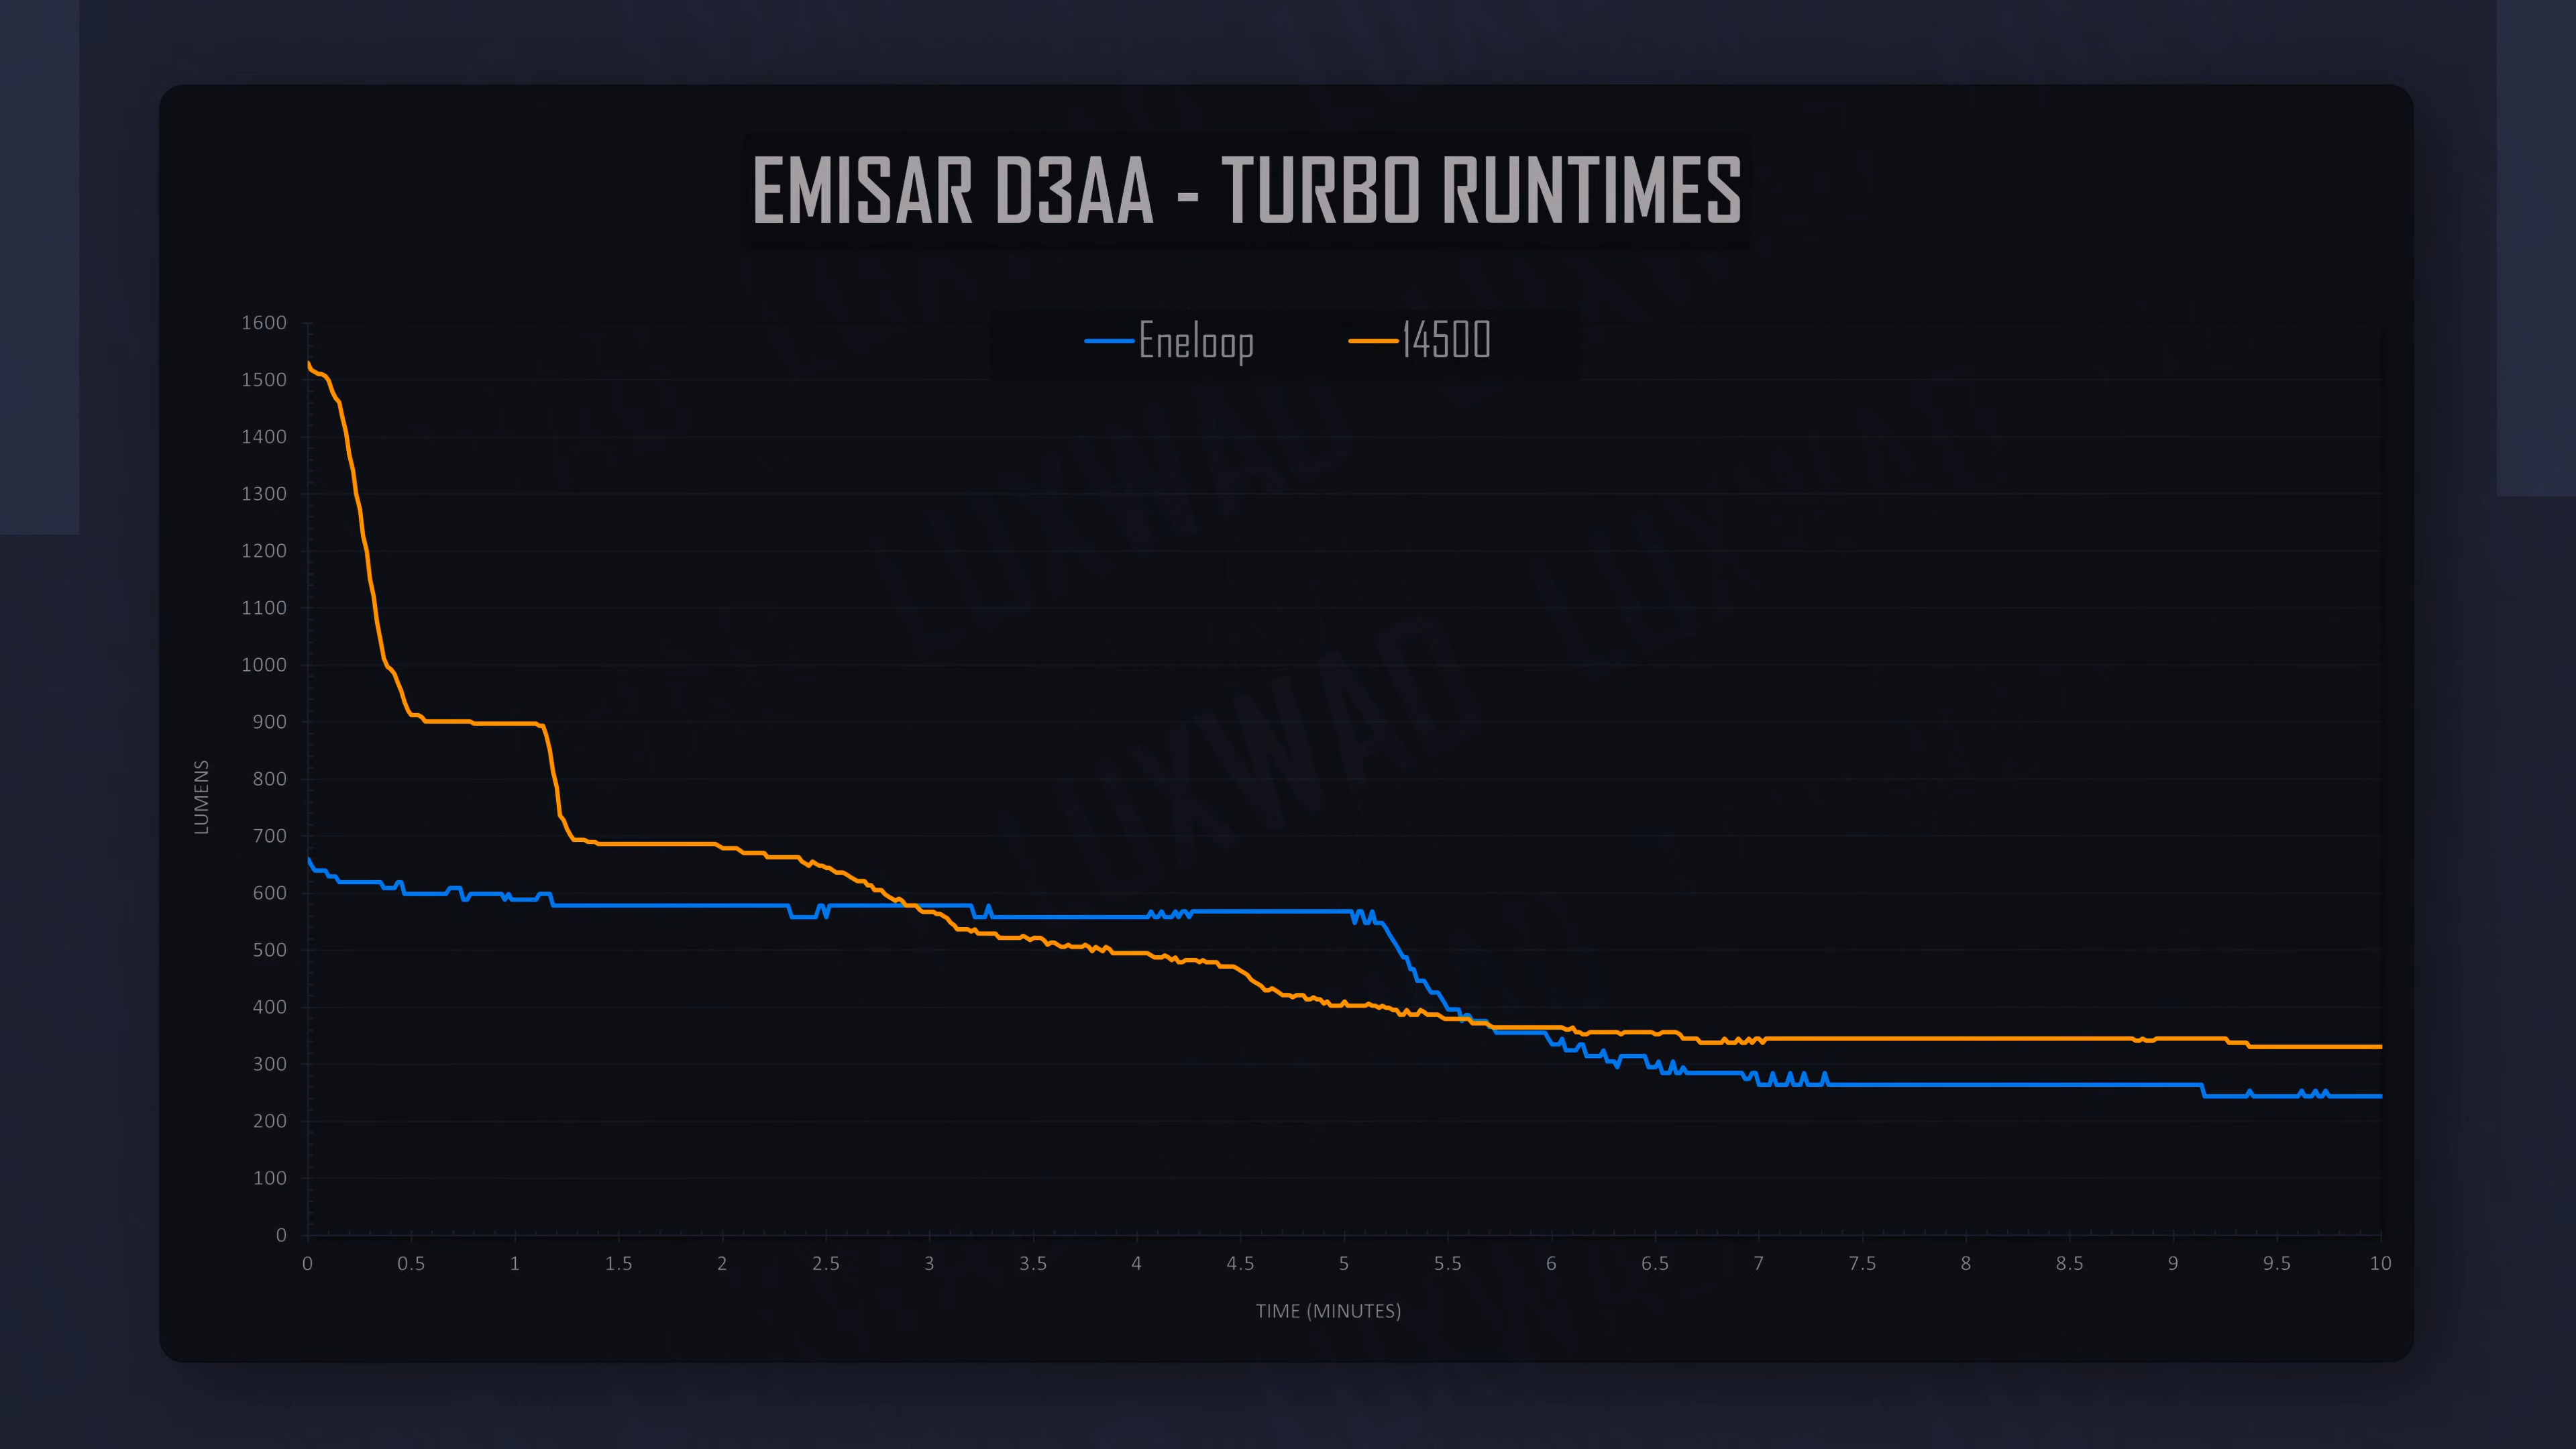 EMISAR D3AA - TURBO RUNTIMES
Eneloop 14500
1600
1500
1400
1300
1200
1100
1000
900
800
700
600
500
400
300
200
100
0
LUMENS
0 0.5 1 1.5 2 2.5 3 3.5 4 4.5 5 5.5 6 6.5 7 7.5 8 8.5 9 9.5 10
TIME (MINUTES)
LUXWAD
LUXWAD